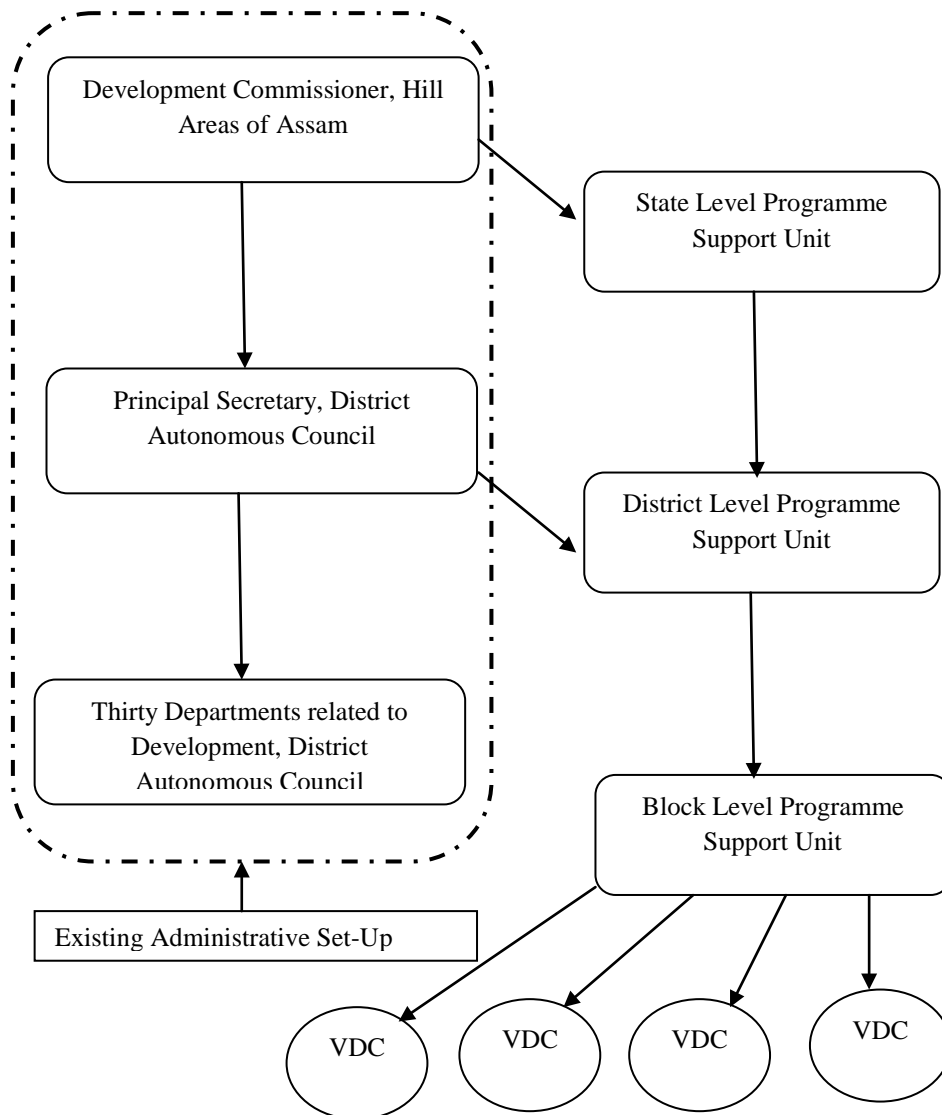 Development Commissioner, Hill
Areas of Assam
State Level Programme
Support Unit
Principal Secretary, District
Autonomous Council
District Level Programme
Support Unit
Thirty Departments related to
Development, District
Autonomous Council
Block Level Programme
Support Unit
Existing Administrative Set-Up
VDC
VDC
VDC
VDC